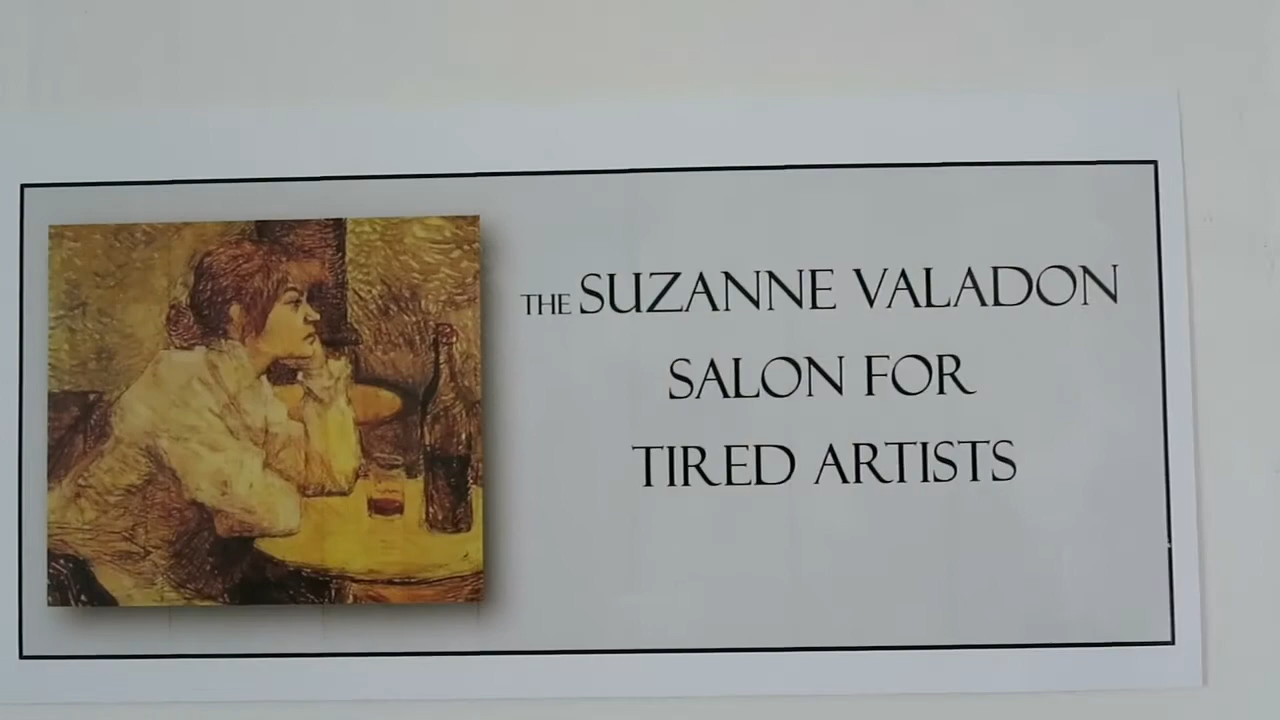 THE SUZANNE VALADON
SALON FOR
TIRED ARTISTS